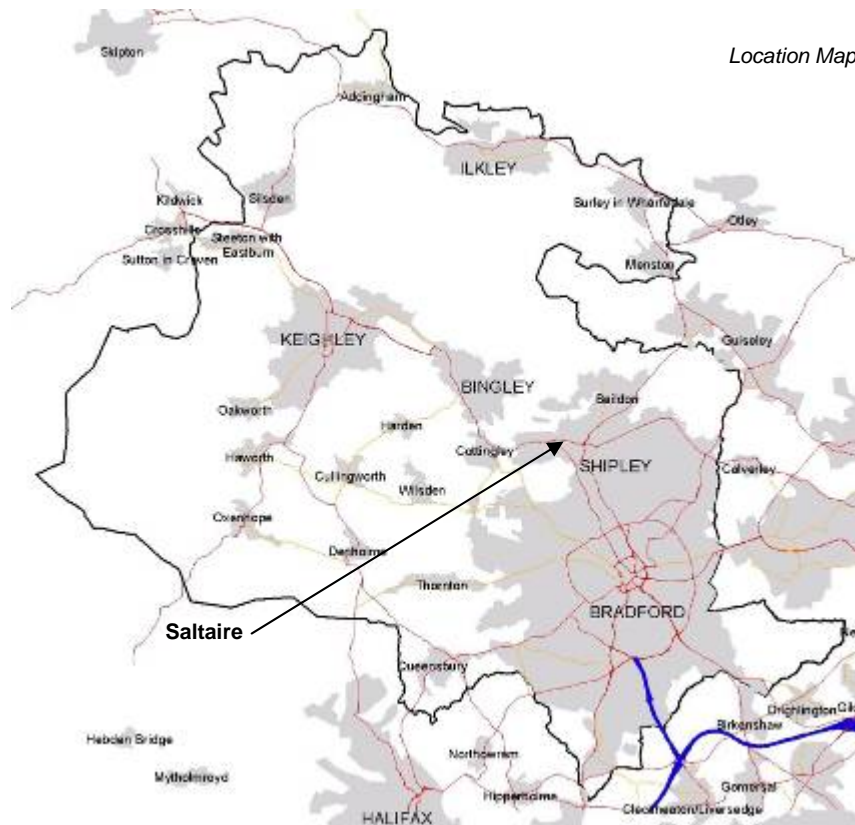 Location Map
Skipton
Addingham
ILKLEY
Kildwick
Silsden
Burley in Wharfedale
Crosshills
Steeton with
Eastburn
Otley
Sutton in Craven
Menston
KEIGHLEY
Guiseley
BINGLEY
Baildon
Oakworth
Harden
Haworth
Cottingley
Cullingworth
SHIPLEY
Calverley
Wilsden
Oxenhope
Denholme
Thornton
BRADFORD
Saltaire
Queensbury
Drighlington
Birkenshaw
Hebden Bridge
Northowram
Mytholmroyd
Gomersal
Hipperholme
Cleckheaton/Liversedge
HALIFAX